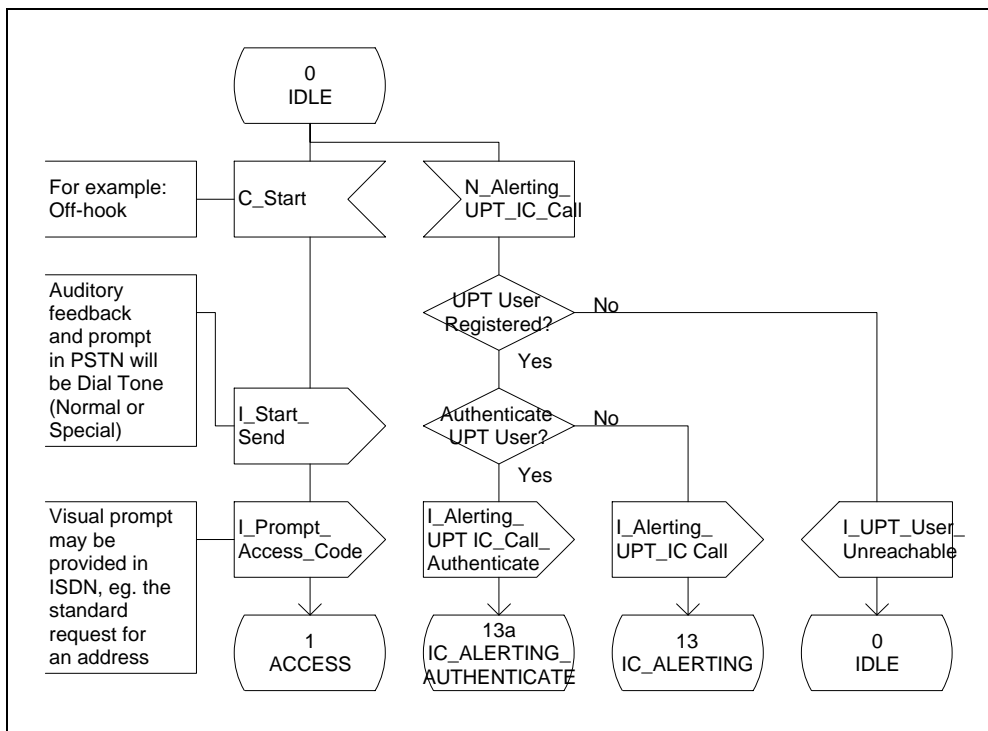 0
IDLE
For example:
Off-hook
C_Start
N_Alerting_
UPT_IC_Call
Auditory
feedback
and prompt
in PSTN will
be Dial Tone
(Normal or
Special)
UPT User
Registered?
No
Yes
I_Start_
Send
Authenticate
UPT User?
No
Yes
Visual prompt
may be
provided in
ISDN, eg. the
standard
request for
an address
I_Prompt_
Access_Code
I_Alerting_
UPT IC_Call_
Authenticate
I_Alerting_
UPT_IC Call
I_UPT_User_
Unreachable
1
ACCESS
13a
IC_ALERTING_
AUTHENTICATE
13
IC_ALERTING
0
IDLE